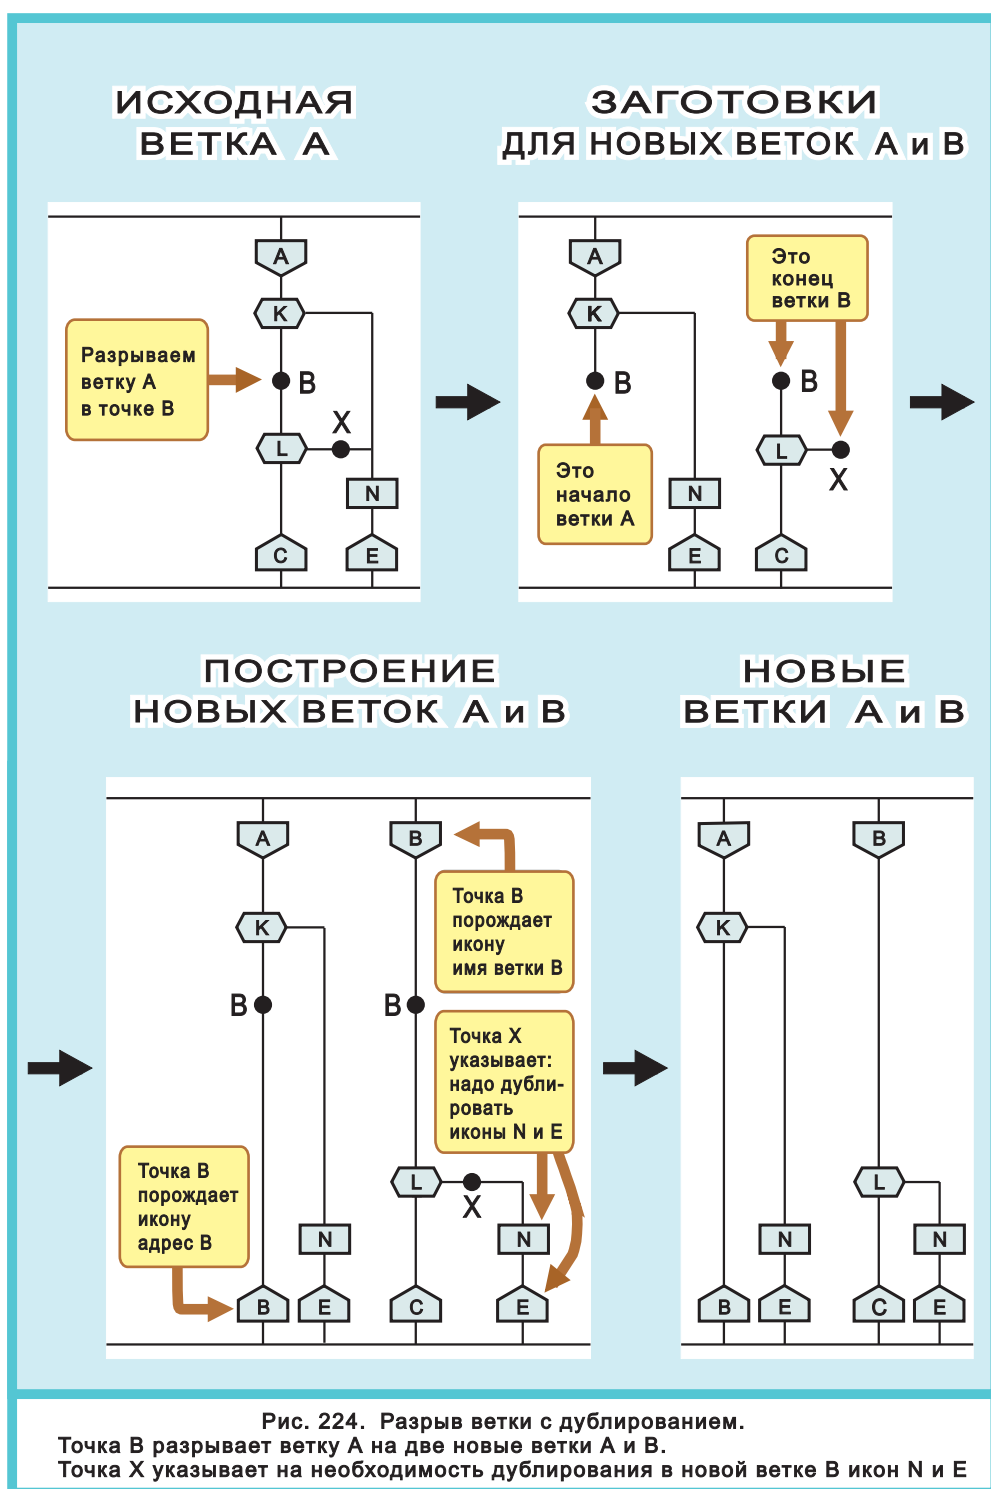 ИСХОДНАЯ
ВЕТКА А
ЗАГОТОВКИ
ДЛЯ НОВЫХ ВЕТОК А и В
А
К
Разрываем
ветку А
в точке В
В
X
L
N
C
E
А
К
В
Это
начало
ветки А
N
E
Это
конец
ветки В
В
L
X
C
ПОСТРОЕНИЕ
НОВЫХ ВЕТОК А и В
НОВЫЕ
ВЕТКИ А и В
А
В
К
Точка В
порождает
икону
имя ветки В
В
В
Точка X
указывает:
надо дубли-
ровать
иконы N и E
Точка В
порождает
икону
адрес В
L
X
N
N
В
E
C
E
А
В
К
L
N
N
В
E
C
E
Рис. 224. Разрыв ветки с дублированием.
Точка В разрывает ветку А на две новые ветки А и В.
Точка X указывает на необходимость дублирования в новой ветке В икон N и E